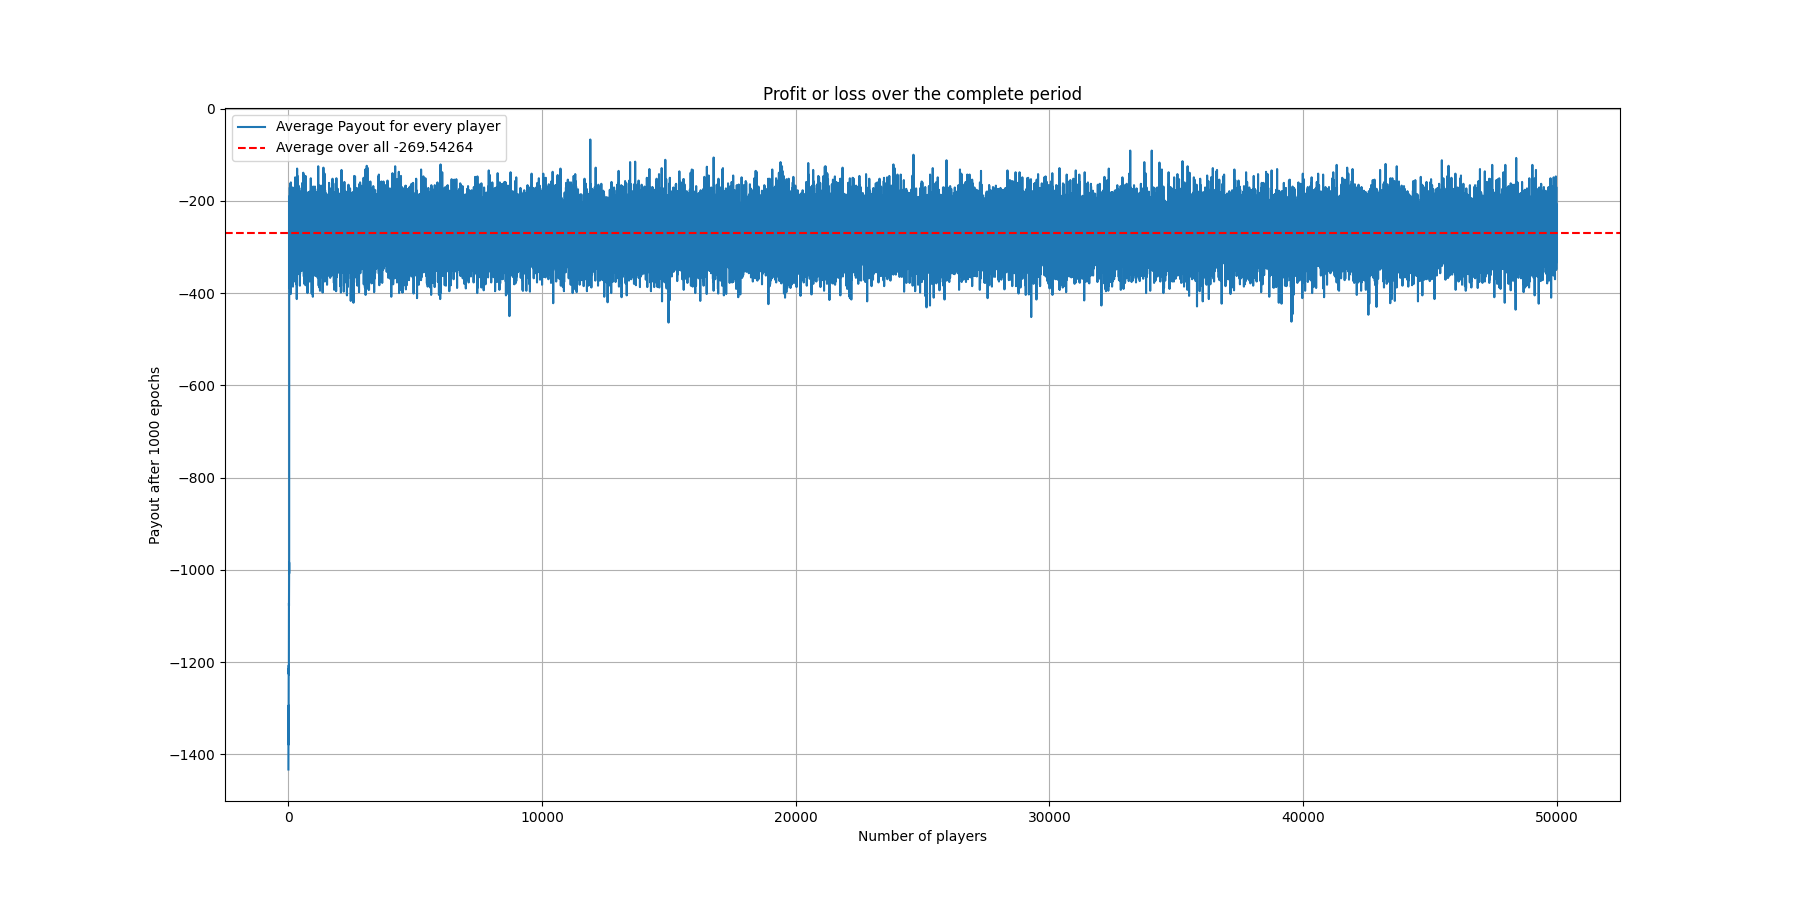 Profit or loss over the complete period
Average Payout for every player
Average over all -269.54264
0
−200
−400
−600
−800
−1000
−1200
−1400
Payout after 1000 epochs
0 10000 20000 30000 40000 50000
Number of players